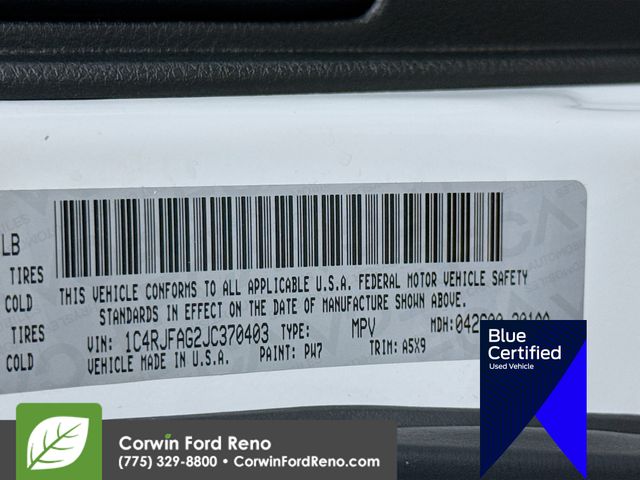 LB
TIRES
COLD
TIRES
COLD
THIS VEHICLE CONFORMS TO ALL APPLICABLE U.S.A. FEDERAL MOTOR VEHICLE SAFETY
STANDARDS IN EFFECT ON THE DATE OF MANUFACTURE SHOWN ABOVE.
VIN: 1C4RJFAG2JC370403 TYPE: MPV MDH:
VEHICLE MADE IN U.S.A. PAINT: PW7 TRIM: A5X9
Blue
Certified
Used Vehicle
Corwin Ford Reno
(775) 329-8800 • CorwinFordReno.com